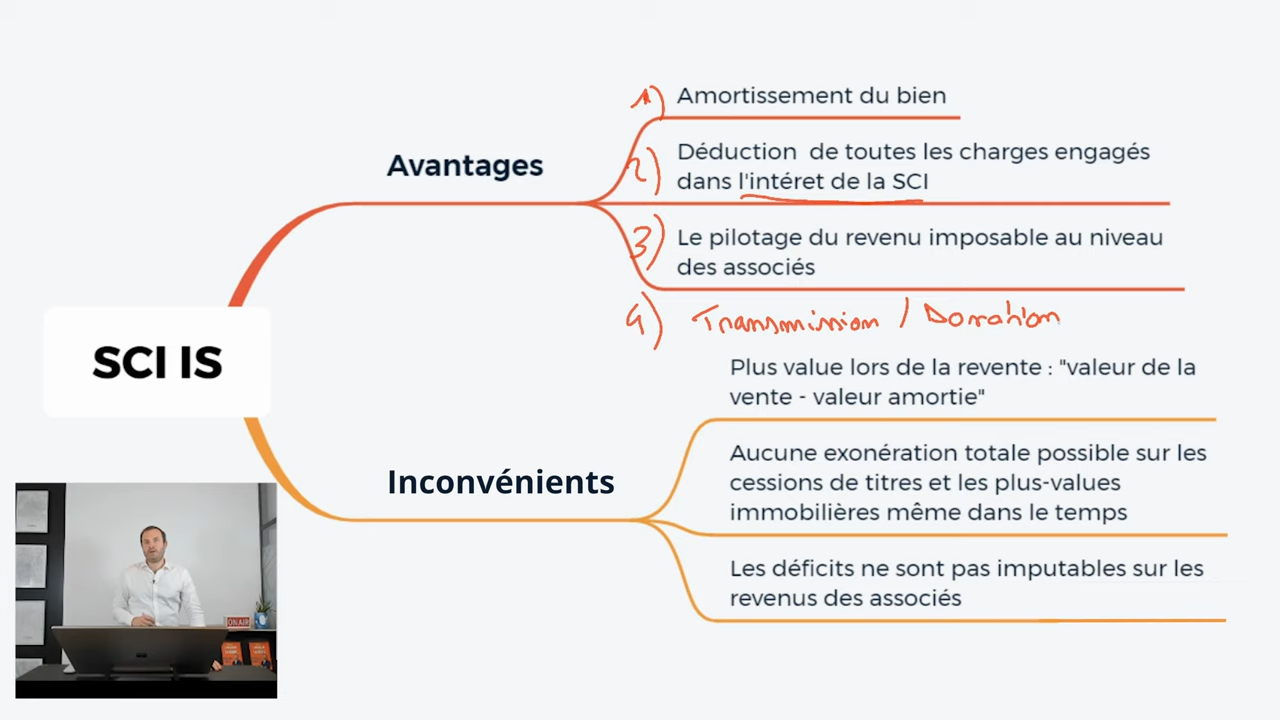 SCI IS
Avantages
1) Amortissement du bien
2) Déduction de toutes les charges engagés
dans l'intéret de la SCI
3) Le pilotage du revenu imposable au niveau
des associés
4) Transmission / Donation
Inconvénients
Plus value lors de la revente : "valeur de la
vente - valeur amortie"
Aucune exonération totale possible sur les
cessions de titres et les plus-values
immobilières même dans le temps
Les déficits ne sont pas imputables sur les
revenus des associés
ON AIR